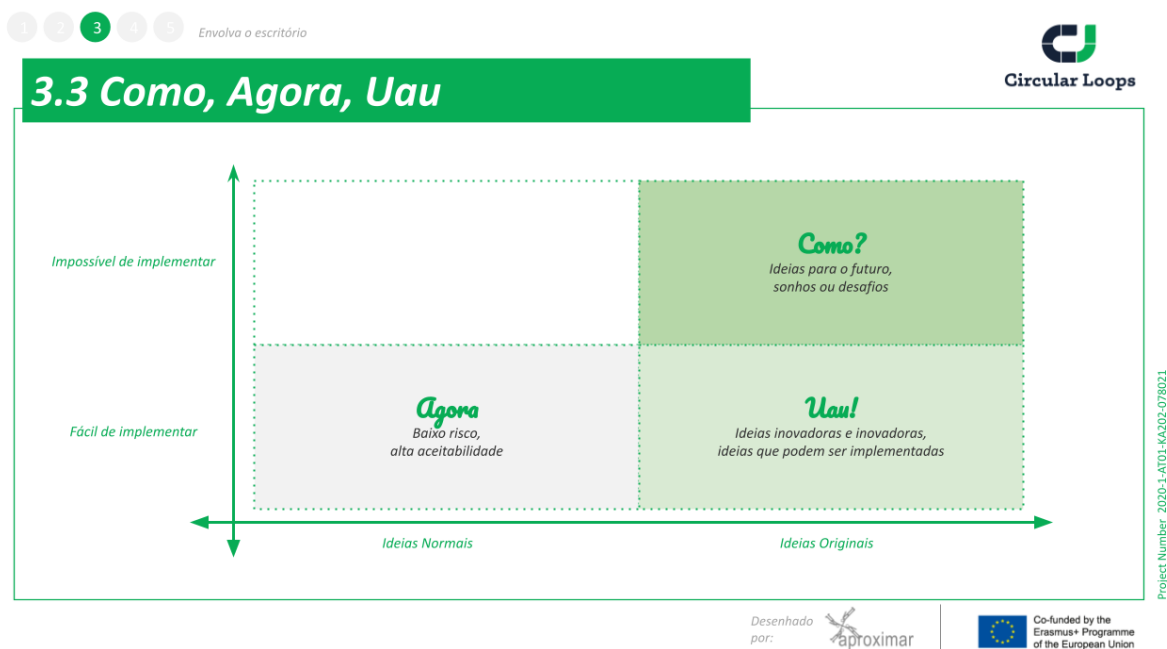 1 2 3 4 5 Envolva o escritório
Circular Loops
3.3 Como, Agora, Uau
Impossível de implementar
Como?
Ideias para o futuro,
sonhos ou desafios
Fácil de implementar
Agora
Baixo risco,
alta aceitabilidade
Uau!
Ideias inovadoras e inovadoras,
ideias que podem ser implementadas
Ideias Normais
Ideias Originais
Project Number 2020-1-AT01-KA202-078021
Desenhado
por:
aproximar
Co-funded by the
Erasmus+ Programme
of the European Union